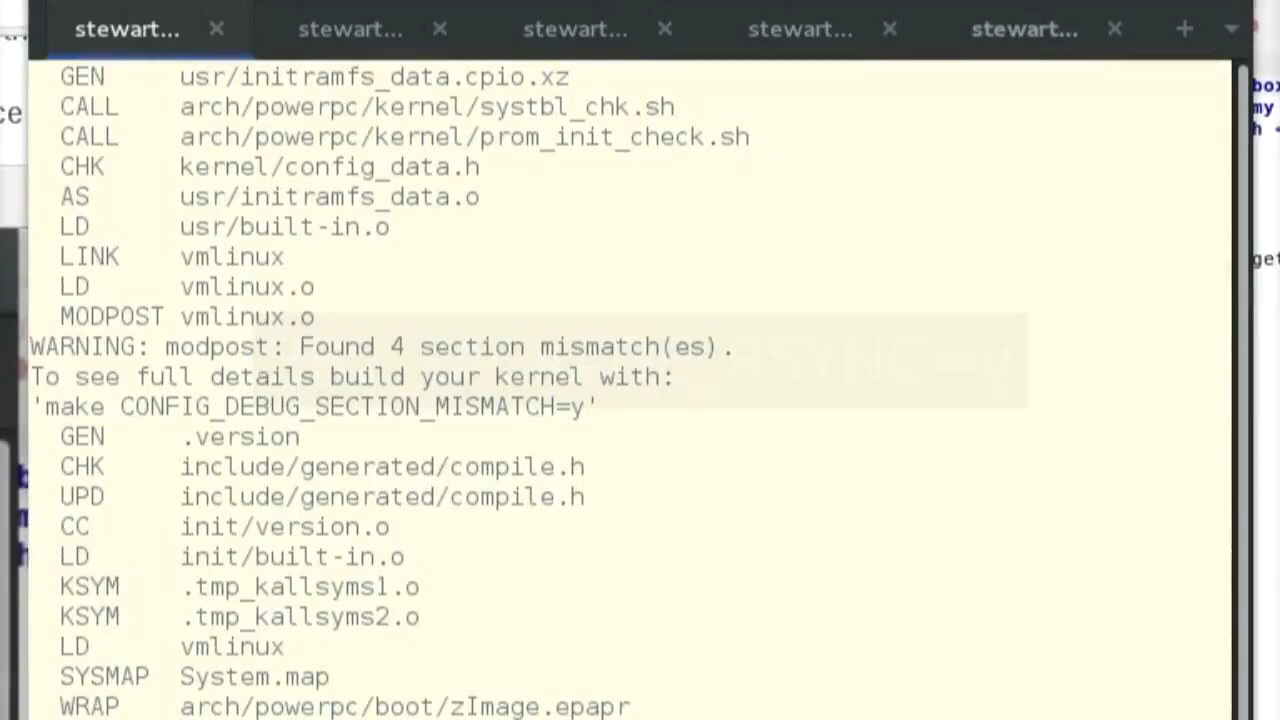 stewart... stewart... stewart... stewart... stewart...
GEN usr/initramfs_data.cpio.xz
CALL arch/powerpc/kernel/systbl_chk.sh
CALL arch/powerpc/kernel/prom_init_check.sh
CHK kernel/config_data.h
AS usr/initramfs_data.o
LD usr/built-in.o
LINK vmlinux
LD vmlinux.o
MODPOST vmlinux.o
WARNING: modpost: Found 4 section mismatch(es).
To see full details build your kernel with:
'make CONFIG_DEBUG_SECTION_MISMATCH=y'
GEN .version
CHK include/generated/compile.h
UPD include/generated/compile.h
CC init/version.o
LD init/built-in.o
KSYM .tmp_kallsyms1.o
KSYM .tmp_kallsyms2.o
LD vmlinux
SYSMAP System.map
WRAP arch/powerpc/boot/zImage.epapr